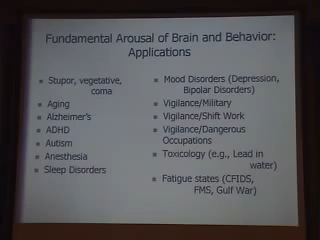 Fundamental Arousal of Brain and Behavior:
Applications
Stupor, vegetative,
coma
Aging
Alzheimer's
ADHD
Autism
Anesthesia
Sleep Disorders
Mood Disorders (Depression,
Bipolar Disorders)
Vigilance/Military
Vigilance/Shift Work
Vigilance/Dangerous
Occupations
Toxicology (e.g., Lead in
water)
Fatigue states (CFIDS,
FMS, Gulf War)